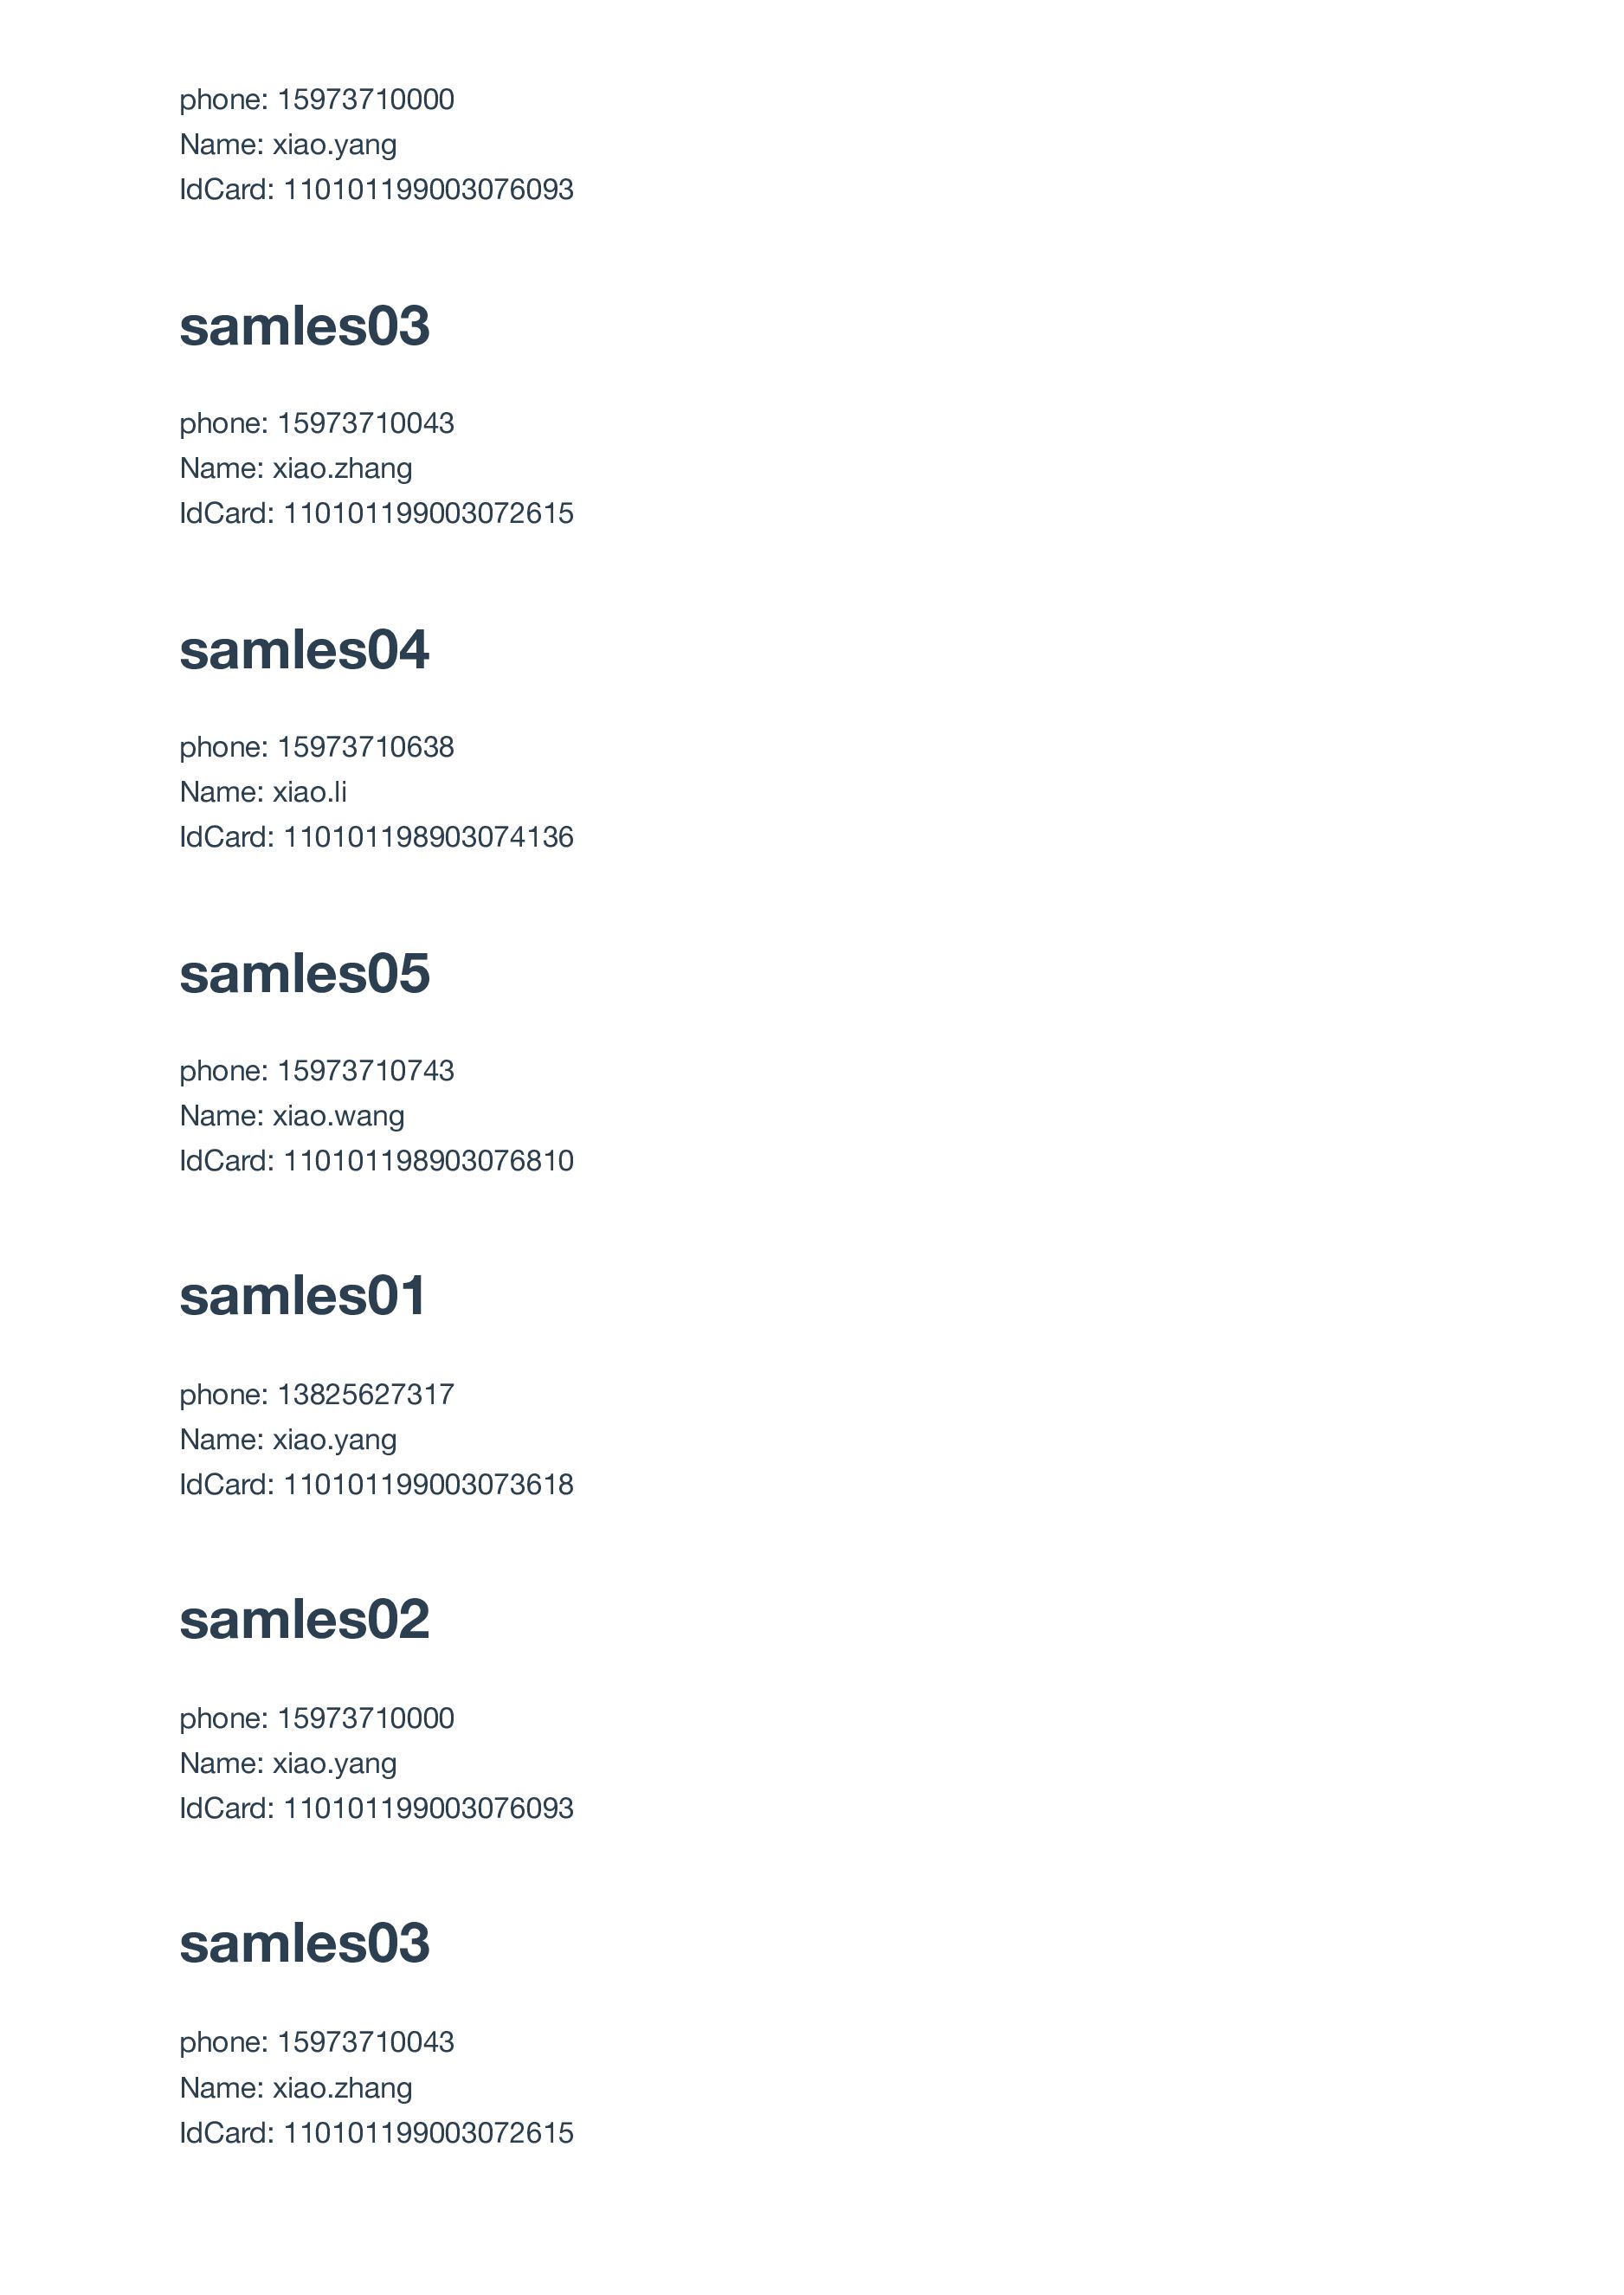 phone: 15973710000
Name: xiao.yang
IdCard: 110101199003076093
samles03
phone: 15973710043
Name: xiao.zhang
IdCard: 110101199003072615
samles04
phone: 15973710638
Name: xiao.li
IdCard: 110101198903074136
samles05
phone: 15973710743
Name: xiao.wang
IdCard: 110101198903076810
samles01
phone: 13825627317
Name: xiao.yang
IdCard: 110101199003073618
samles02
phone: 15973710000
Name: xiao.yang
IdCard: 110101199003076093
samles03
phone: 15973710043
Name: xiao.zhang
IdCard: 110101199003072615